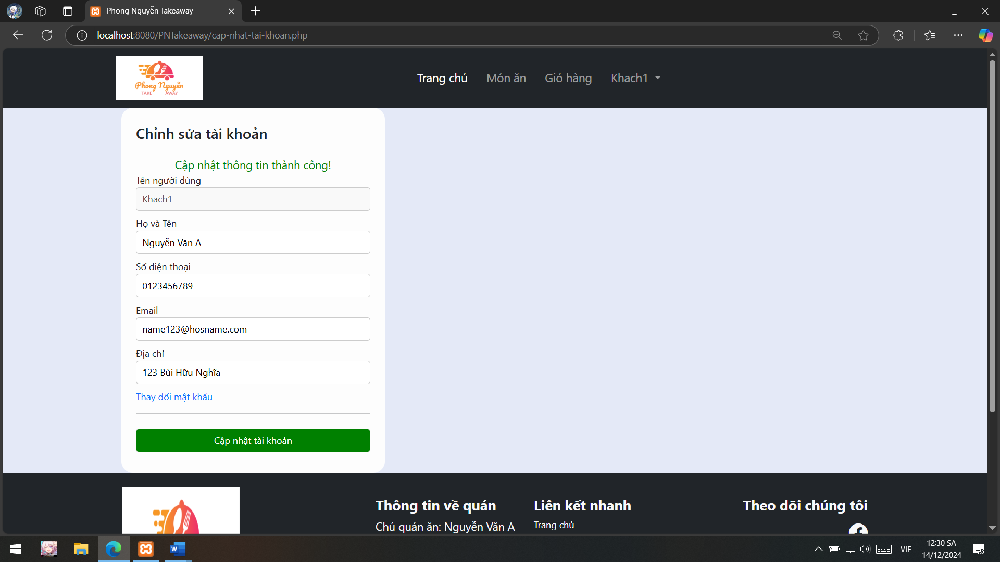 Phong Nguyễn Takeaway
localhost:8080/PNTakeaway/cap-nhat-tai-khoan.php
Phong Nguyễn
TAKE AWAY
Trang chủ
Món ăn
Giỏ hàng
Khach1
Chỉnh sửa tài khoản
Cập nhật thông tin thành công!
Tên người dùng
Khach1
Họ và Tên
Nguyễn Văn A
Số điện thoại
0123456789
Email
name123@hosname.com
Địa chỉ
123 Bùi Hữu Nghĩa
Thay đổi mật khẩu
Cập nhật tài khoản
Thông tin về quán
Chủ quán ăn: Nguyễn Văn A
Liên kết nhanh
Trang chủ
Theo dõi chúng tôi
VIE
12:30 SA
14/12/2024